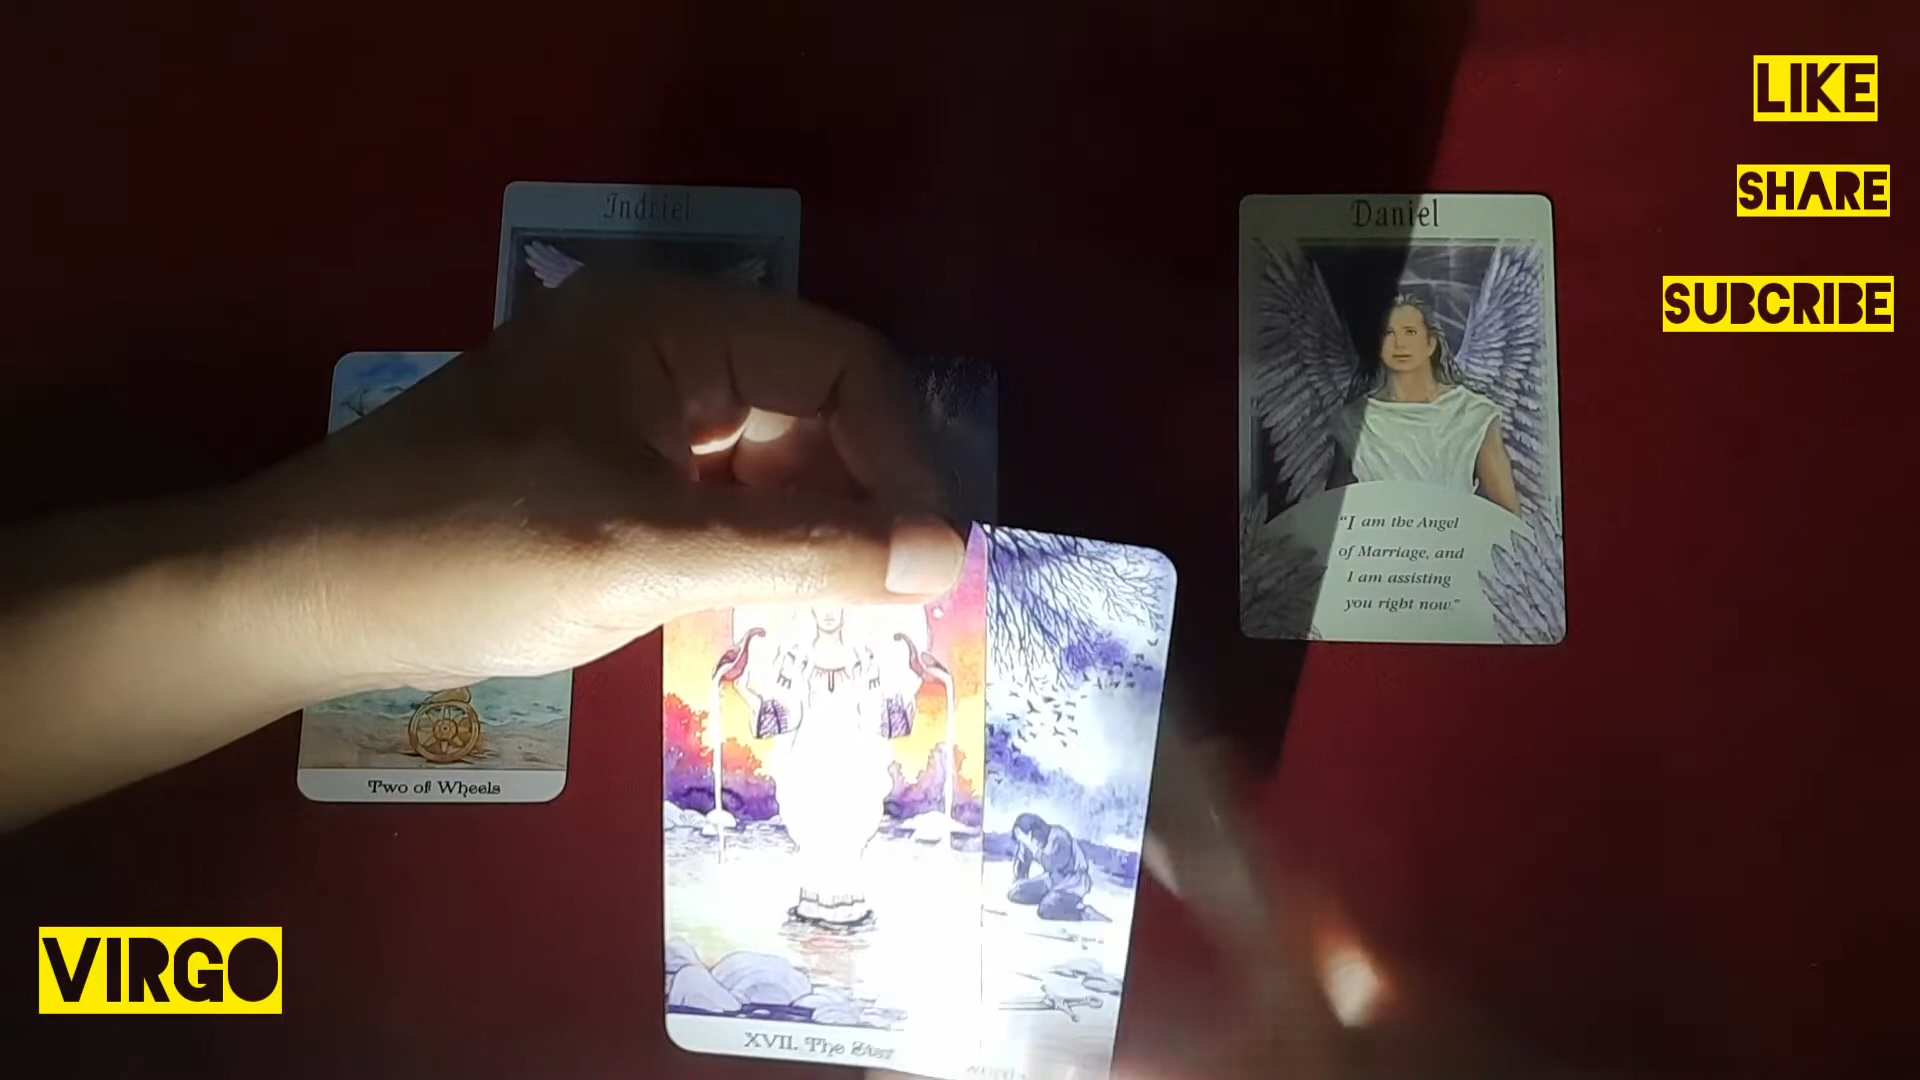 LIKE
SHARE
SUBCRIBE
Indriel
Daniel
"I am the Angel
of Marriage, and
I am assisting
you right now."
Two of Wheels
VIRGO
XVII. The Star